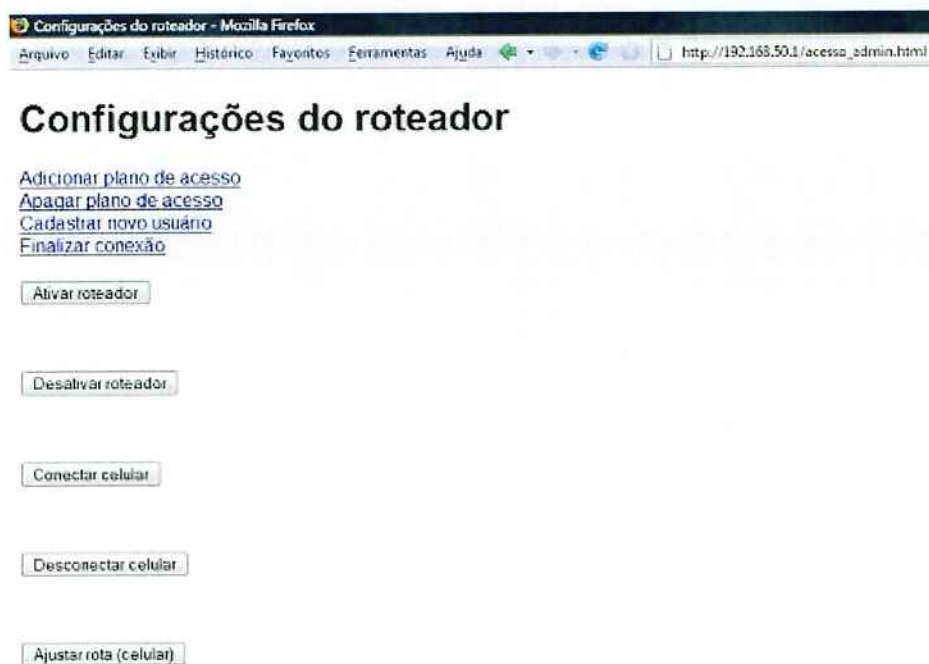 Configurações do roteador - Mozilla Firefox
Arquivo Editar Exibir Histórico Favoritos Ferramentas Ajuda http://192.168.50.1/acesso_admin.html
Configurações do roteador
Adicionar plano de acesso
Apagar plano de acesso
Cadastrar novo usuário
Finalizar conexão
Ativar roteador
Desativar roteador
Conectar celular
Desconectar celular
Ajustar rota (celular)